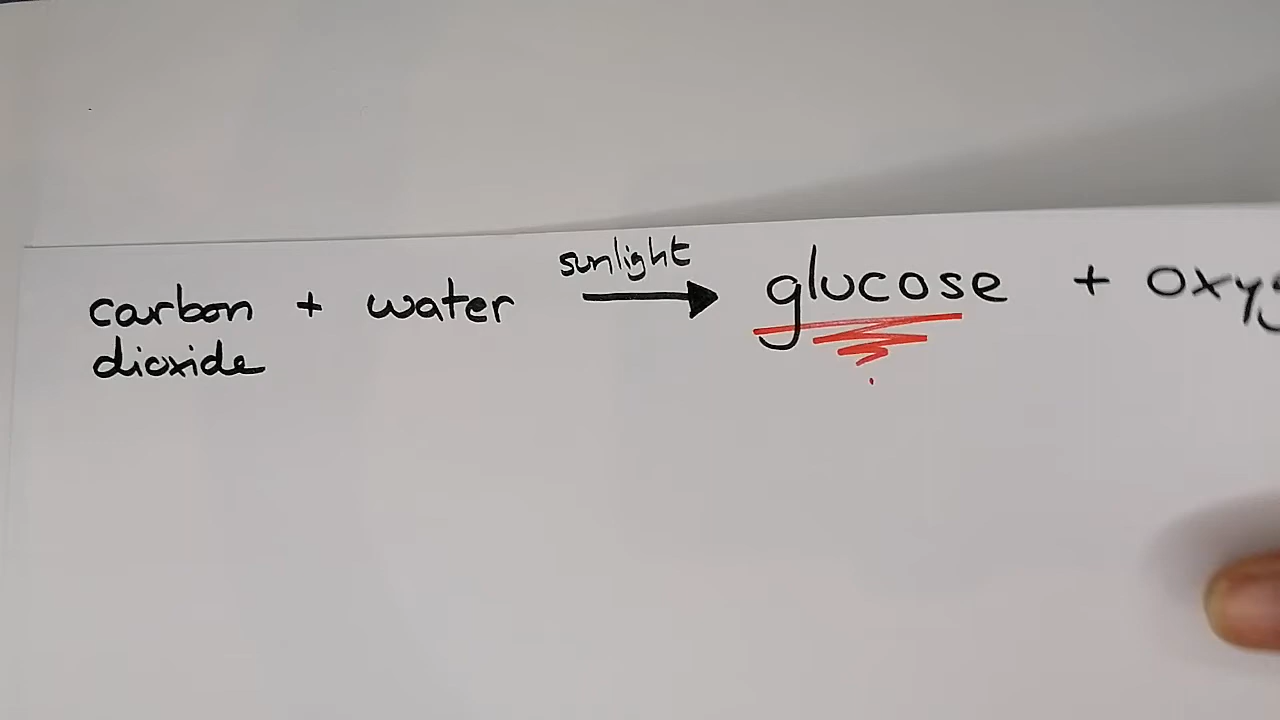 sunlight
carbon + water → glucose + oxy
dioxide